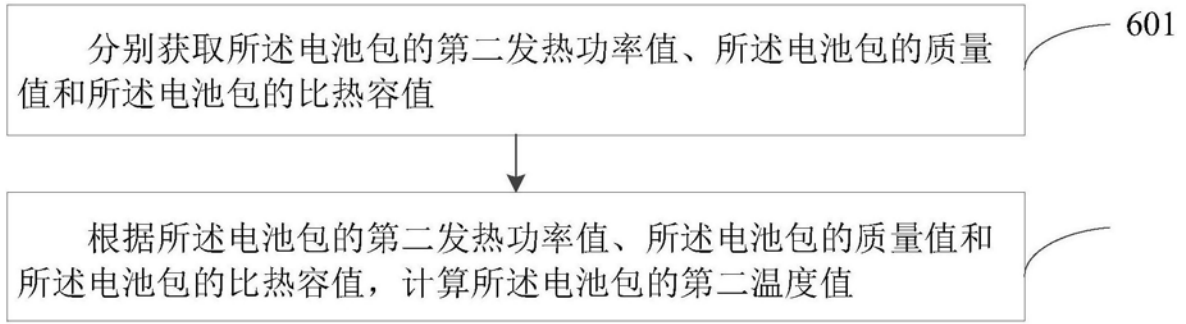 分别获取所述电池包的第二发热功率值、所述电池包的质量
值和所述电池包的比热容值
601
根据所述电池包的第二发热功率值、所述电池包的质量值和
所述电池包的比热容值，计算所述电池包的第二温度值